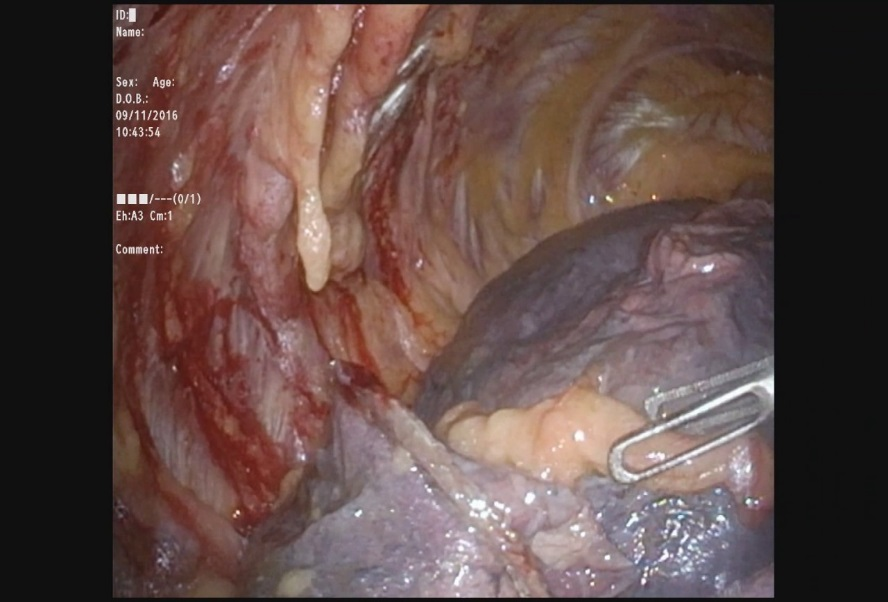 ID:
Name:
Sex: Age:
D.O.B.:
09/11/2016
10:43:54
■■■/---(0/1)
Eh:A3 Cm:1
Comment: